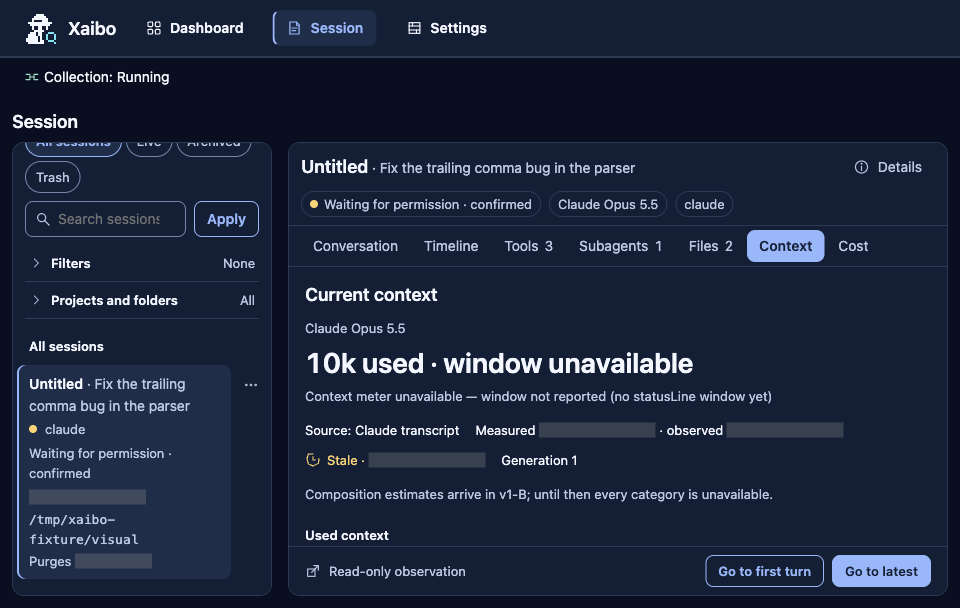 Xaibo
Dashboard
Session
Settings
Collection: Running
Session
All sessions
Live
Archived
Trash
Search sessions
Apply
Filters
None
Projects and folders
All
All sessions
Untitled · Fix the trailing
comma bug in the parser
claude
Waiting for permission ·
confirmed
/tmp/xaibo-
fixture/visual
Purges
Untitled · Fix the trailing comma bug in the parser
Details
Waiting for permission · confirmed
Claude Opus 5.5
claude
Conversation
Timeline
Tools 3
Subagents 1
Files 2
Context
Cost
Current context
Claude Opus 5.5
10k used · window unavailable
Context meter unavailable — window not reported (no statusLine window yet)
Source: Claude transcript Measured · observed
Stale · Generation 1
Composition estimates arrive in v1-B; until then every category is unavailable.
Used context
Read-only observation
Go to first turn
Go to latest